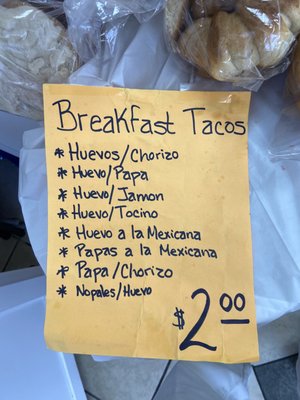 Breakfast Tacos
* Huevos/Chorizo
* Huevo/Papa
* Huevo/Jamon
* Huevo/Tocino
* Huevo a la Mexicana
* Papas a la Mexicana
* Papa/Chorizo
* Nopales/Huevo
$2.00